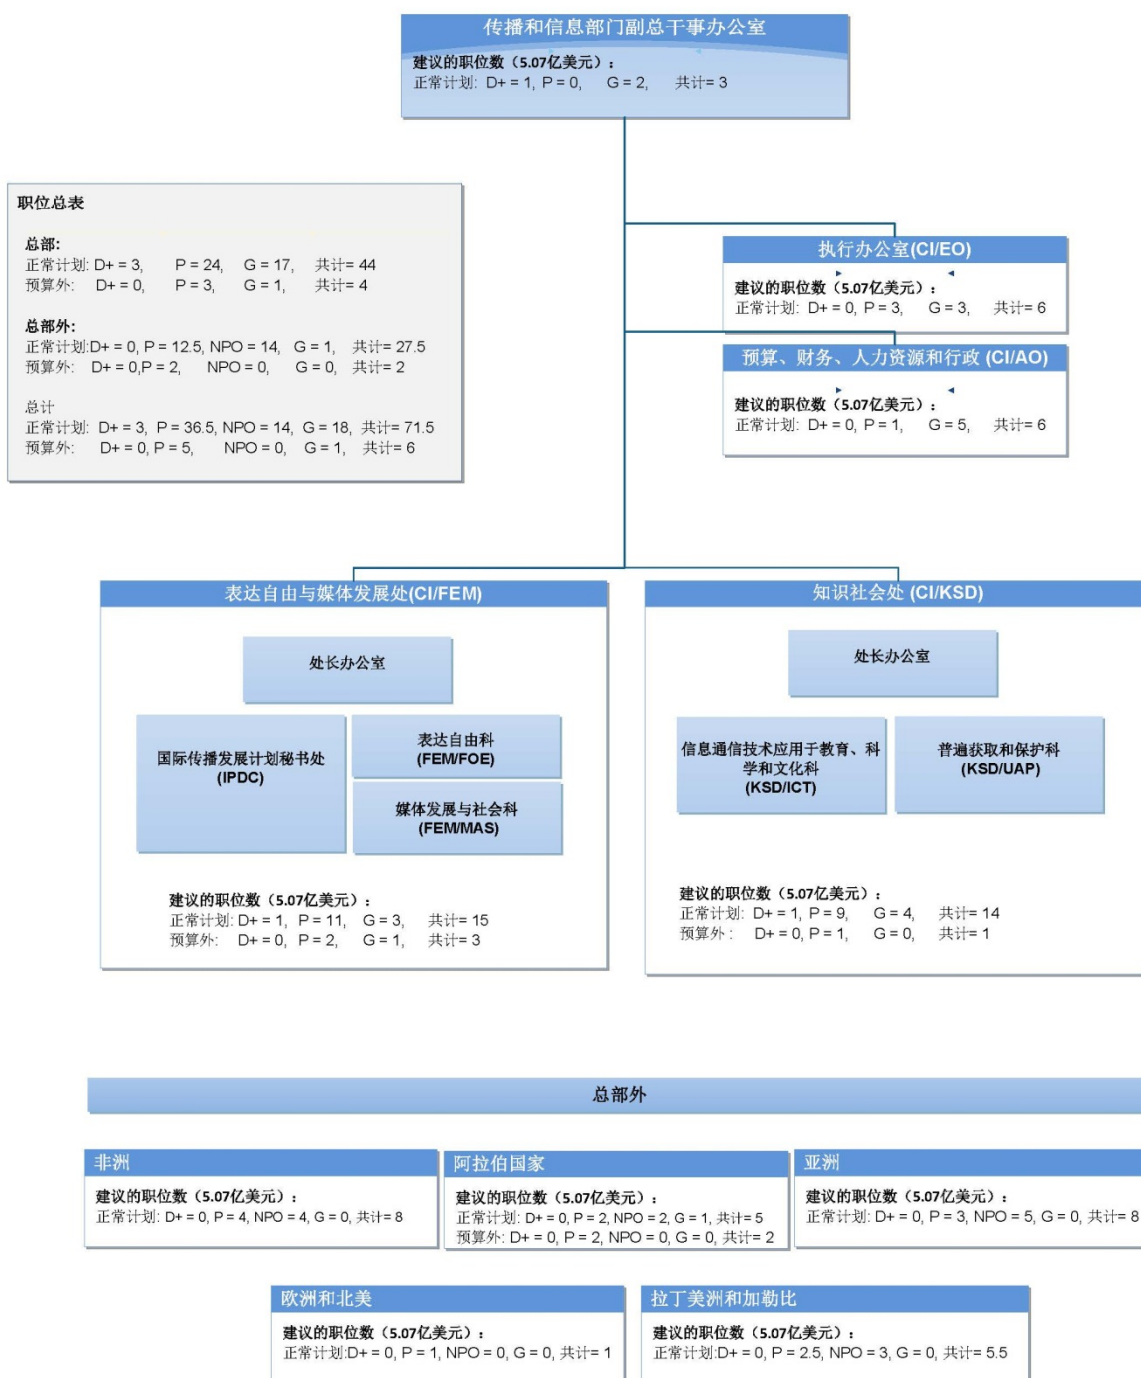 传播和信息部门副总干事办公室
建议的职位数（5.07亿美元）：
正常计划: D+ = 1, P = 0, G = 2, 共计= 3
职位总表
总部:
正常计划: D+ = 3, P = 24, G = 17, 共计= 44
预算外: D+ = 0, P = 3, G = 1, 共计= 4
总部外:
正常计划:D+ = 0, P = 12.5, NPO = 14, G = 1, 共计= 27.5
预算外: D+ = 0,P = 2, NPO = 0, G = 0, 共计= 2
总计
正常计划: D+ = 3, P = 36.5, NPO = 14, G = 18, 共计= 71.5
预算外: D+ = 0, P = 5, NPO = 0, G = 1, 共计= 6
执行办公室(CI/EO)
建议的职位数（5.07亿美元）：
正常计划: D+ = 0, P = 3, G = 3, 共计= 6
预算、财务、人力资源和行政 (CI/AO)
建议的职位数（5.07亿美元）：
正常计划: D+ = 0, P = 1, G = 5, 共计= 6
表达自由与媒体发展处(CI/FEM)
处长办公室
国际传播发展计划秘书处
(IPDC)
表达自由科
(FEM/FOE)
媒体发展与社会科
(FEM/MAS)
建议的职位数（5.07亿美元）：
正常计划: D+ = 1, P = 11, G = 3, 共计= 15
预算外: D+ = 0, P = 2, G = 1, 共计= 3
知识社会处 (CI/KSD)
处长办公室
信息通信技术应用于教育、科
学和文化科
(KSD/ICT)
普遍获取和保护科
(KSD/UAP)
建议的职位数（5.07亿美元）：
正常计划: D+ = 1, P = 9, G = 4, 共计= 14
预算外： D+ = 0, P = 1, G = 0, 共计= 1
总部外
非洲
建议的职位数（5.07亿美元）：
正常计划: D+ = 0, P = 4, NPO = 4, G = 0, 共计= 8
阿拉伯国家
建议的职位数（5.07亿美元）：
正常计划: D+ = 0, P = 2, NPO = 2, G = 1, 共计= 5
预算外: D+ = 0, P = 2, NPO = 0, G = 0, 共计= 2
亚洲
建议的职位数（5.07亿美元）：
正常计划: D+ = 0, P = 3, NPO = 5, G = 0, 共计= 8
欧洲和北美
建议的职位数（5.07亿美元）：
正常计划:D+ = 0, P = 1, NPO = 0, G = 0, 共计= 1
拉丁美洲和加勒比
建议的职位数（5.07亿美元）：
正常计划:D+ = 0, P = 2.5, NPO = 3, G = 0, 共计= 5.5